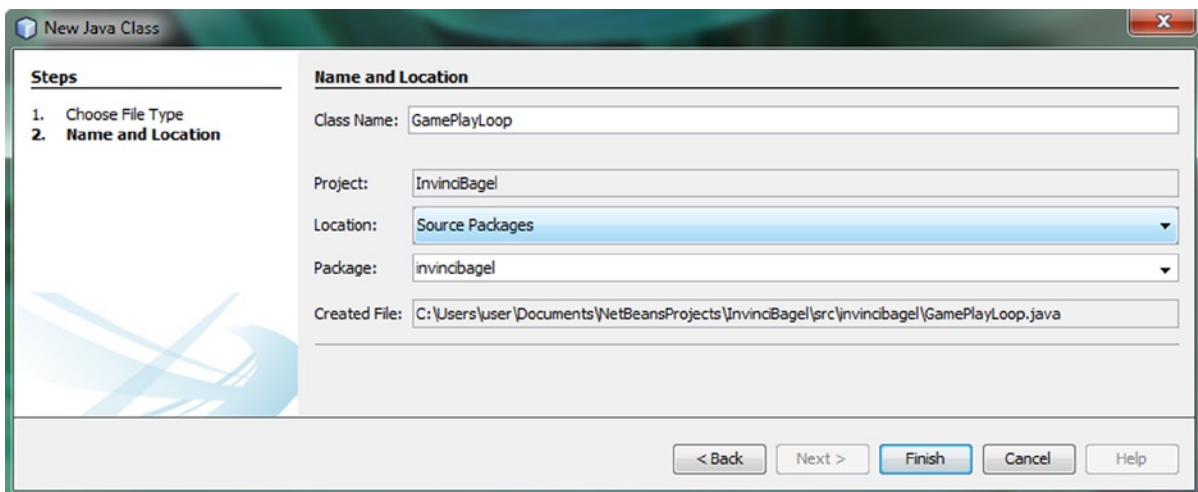 New Java Class
Steps
1. Choose File Type
2. Name and Location
Name and Location
Class Name: GamePlayLoop
Project: InvinciBagel
Location: Source Packages
Package: invincibagel
Created File: C:\Users\user\Documents\NetBeansProjects\InvinciBagel\src\invincibagel\GamePlayLoop.java
< Back Next > Finish Cancel Help